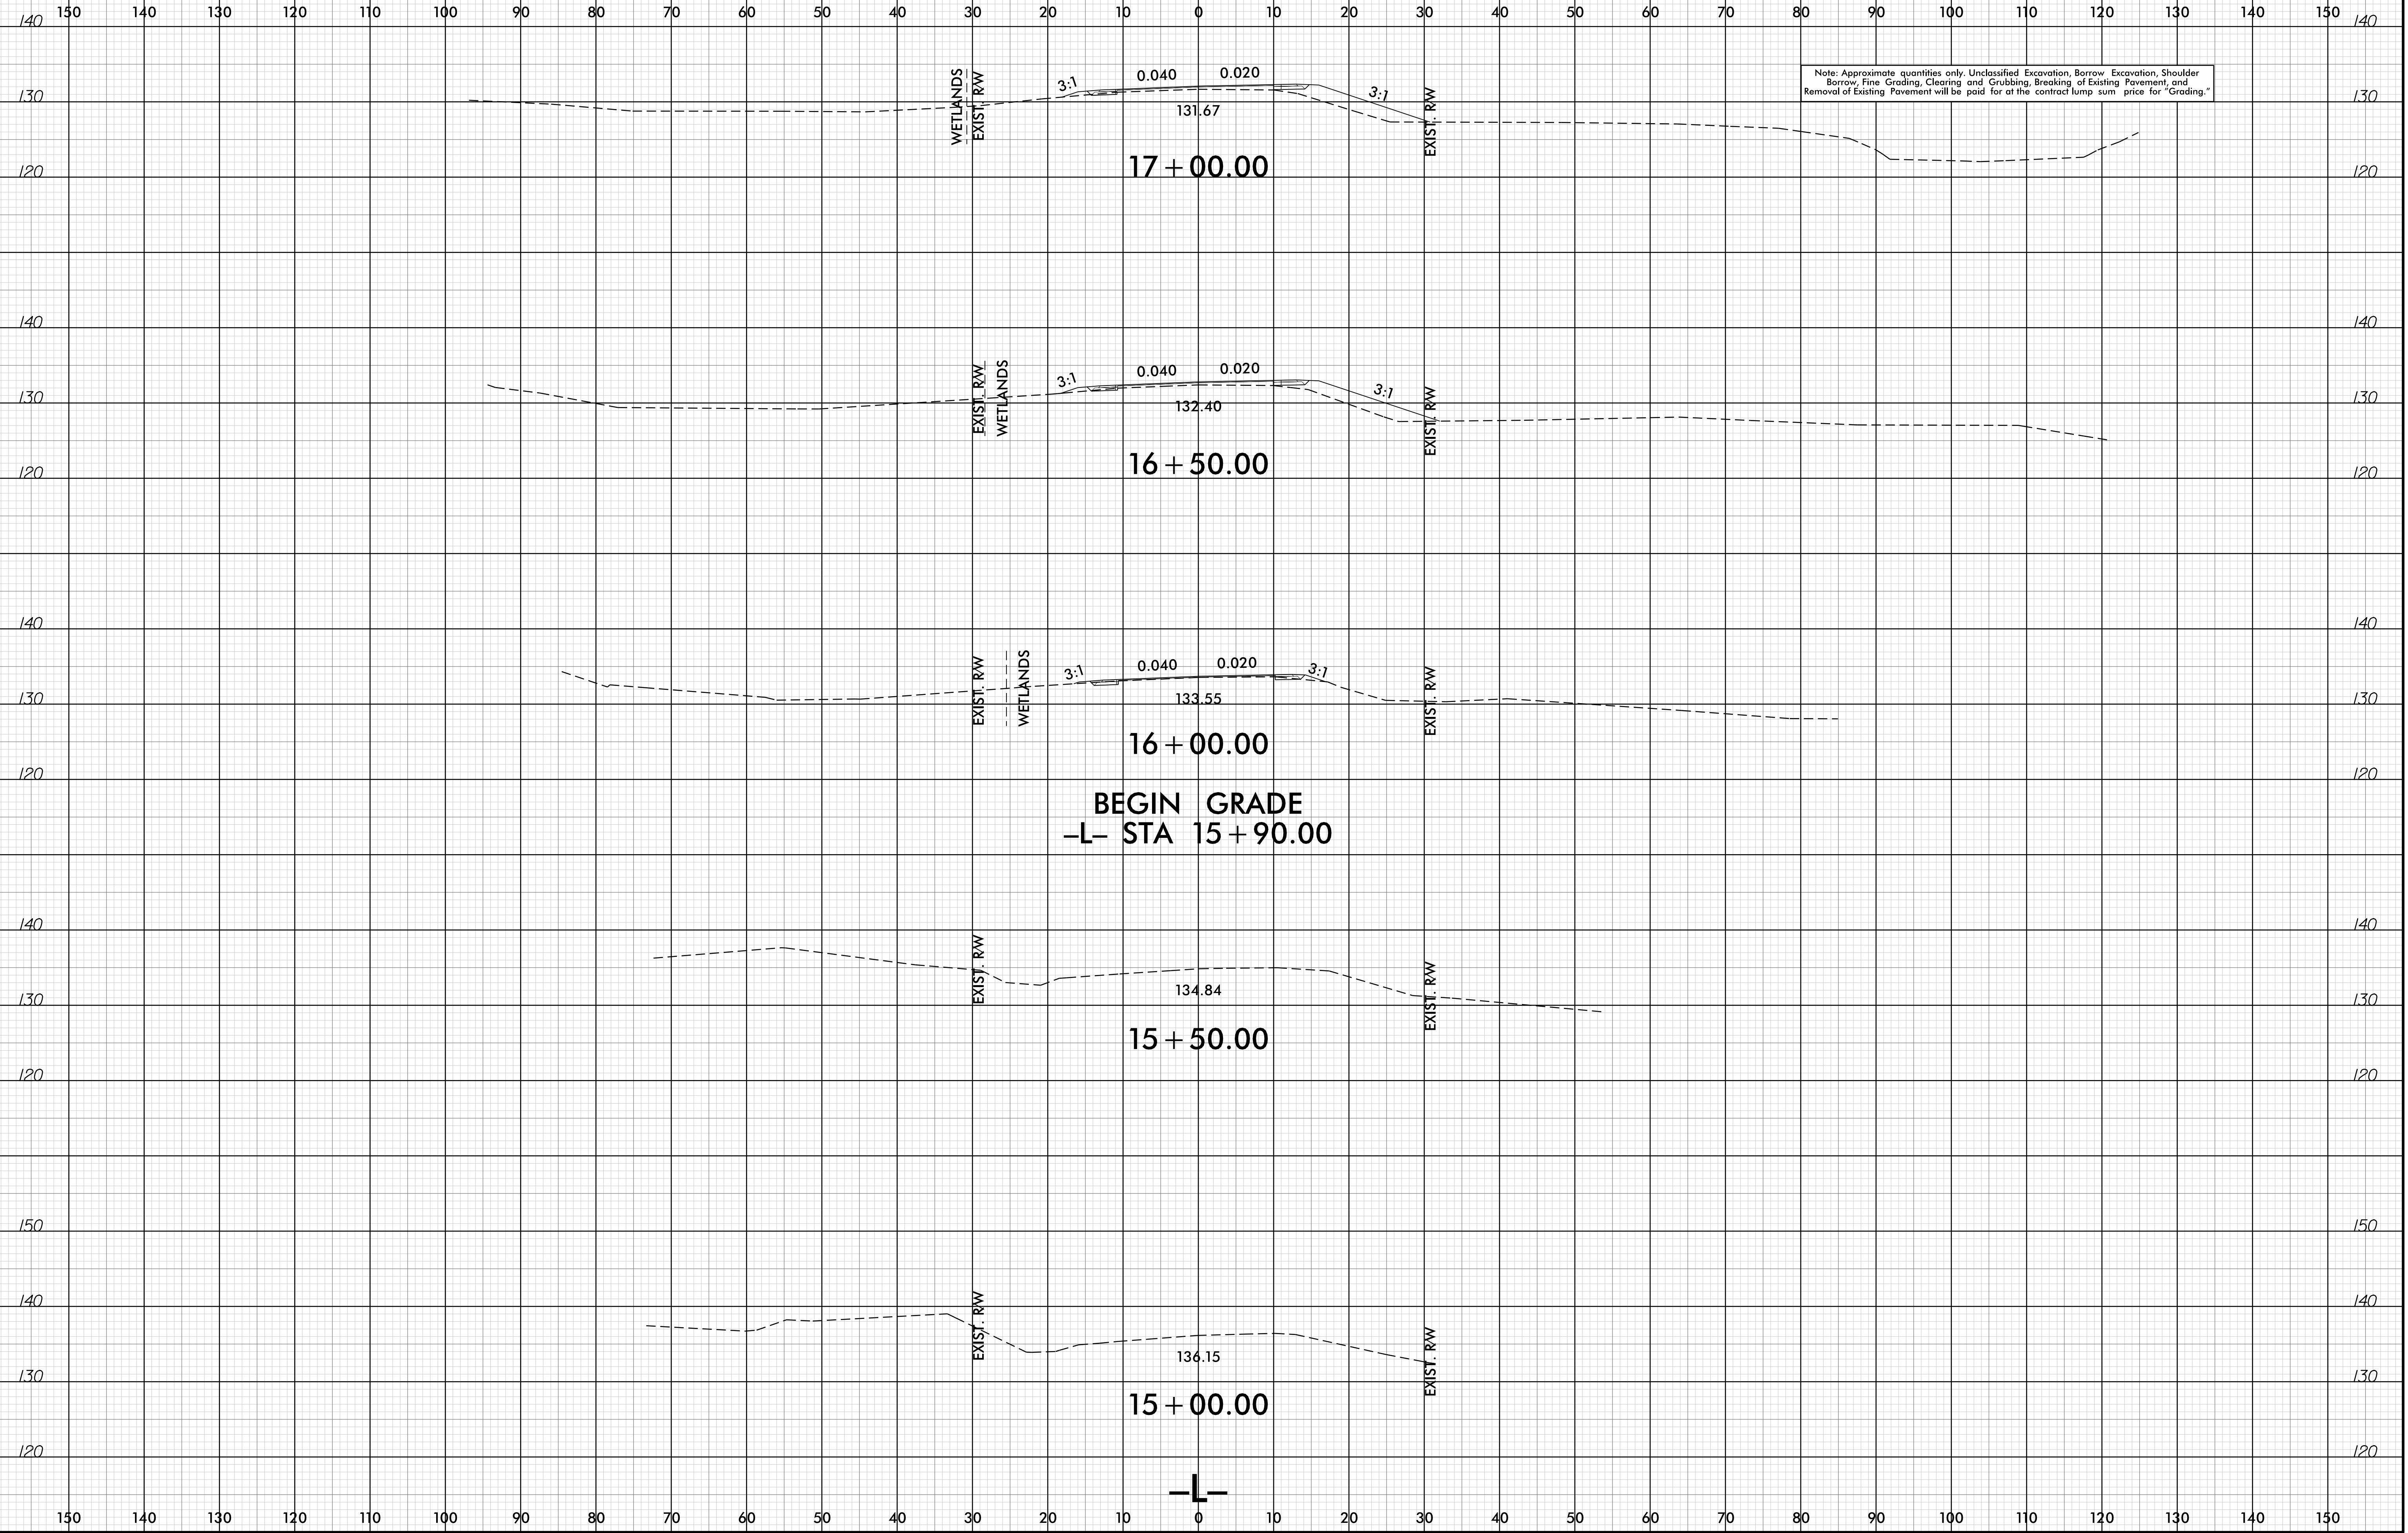 150 140 130 120 110 100 90 80 70 60 50 40 30 20 10 0 10 20 30 40 50 60 70 80 90 100 110 120 130 140 150
140 140
WETLANDS
EXIST. R/W
3:1 0.040 0.020 3:1
131.67
EXIST. R/W
Note: Approximate quantities only. Unclassified Excavation, Borrow Excavation, Shoulder
Borrow, Fine Grading, Clearing and Grubbing, Breaking of Existing Pavement, and
Removal of Existing Pavement will be paid for at the contract lump sum price for "Grading."
130 130
17+00.00
120 120
140 140
EXIST. R/W
WETLANDS
3:1 0.040 0.020 3:1
132.40
EXIST. R/W
130 130
16+50.00
120 120
140 140
EXIST. R/W
WETLANDS
3:1 0.040 0.020 3:1
133.55
EXIST. R/W
130 130
16+00.00
120 120
BEGIN GRADE
-L- STA 15+90.00
140 140
EXIST. R/W
134.84
EXIST. R/W
130 130
15+50.00
120 120
150 150
140 140
EXIST. R/W
136.15
EXIST. R/W
130 130
15+00.00
120 120
-L-
150 140 130 120 110 100 90 80 70 60 50 40 30 20 10 0 10 20 30 40 50 60 70 80 90 100 110 120 130 140 150